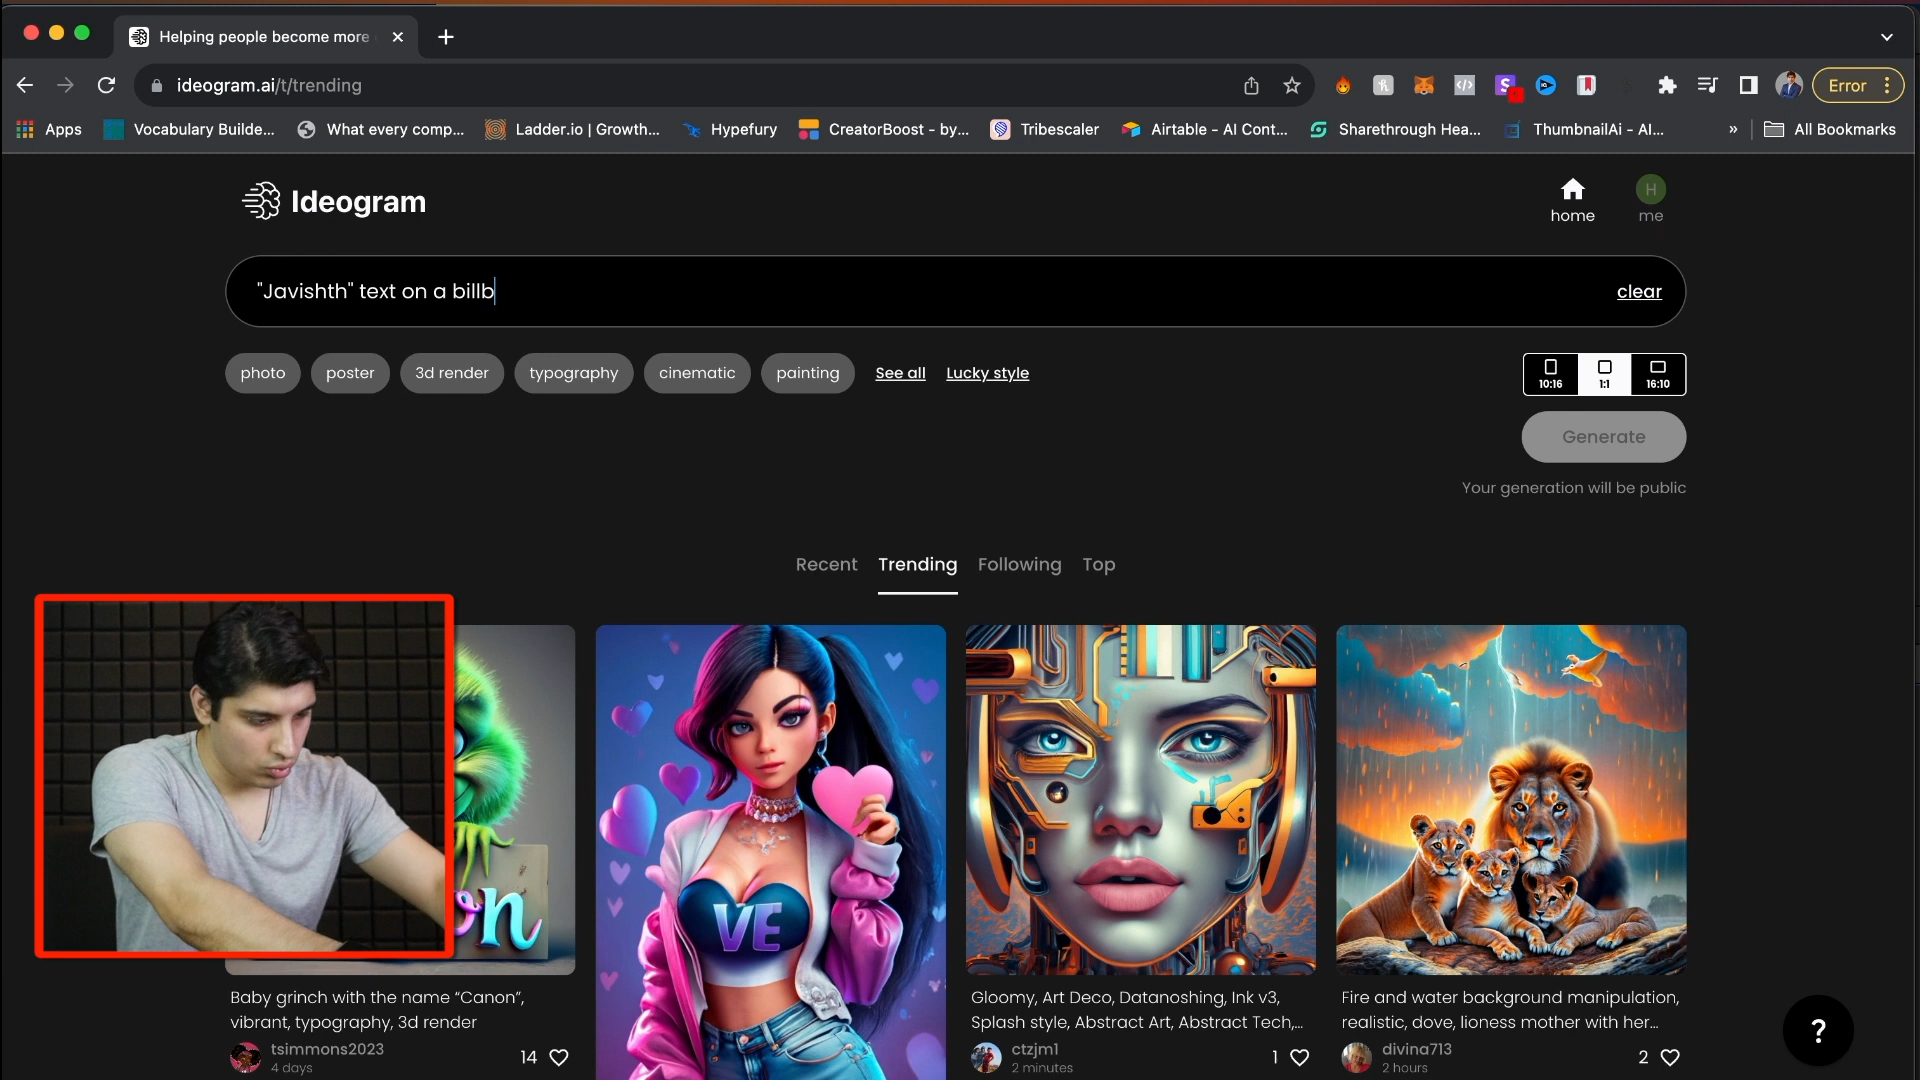 Helping people become more
ideogram.ai/t/trending
Error
Apps
Vocabulary Builde...
What every comp...
Ladder.io | Growth...
Hypefury
CreatorBoost - by...
Tribescaler
Airtable - AI Cont...
Sharethrough Hea...
ThumbnailAi - AI...
»
All Bookmarks
Ideogram
home
H
me
"Javishth" text on a billb
clear
photo
poster
3d render
typography
cinematic
painting
See all
Lucky style
10:16
1:1
16:10
Generate
Your generation will be public
Recent
Trending
Following
Top
on
VE
Baby grinch with the name “Canon”,
vibrant, typography, 3d render
tsimmons2023
4 days
14
Gloomy, Art Deco, Datanoshing, Ink v3,
Splash style, Abstract Art, Abstract Tech,...
ctzjm1
2 minutes
1
Fire and water background manipulation,
realistic, dove, lioness mother with her...
divina713
2 hours
2
?